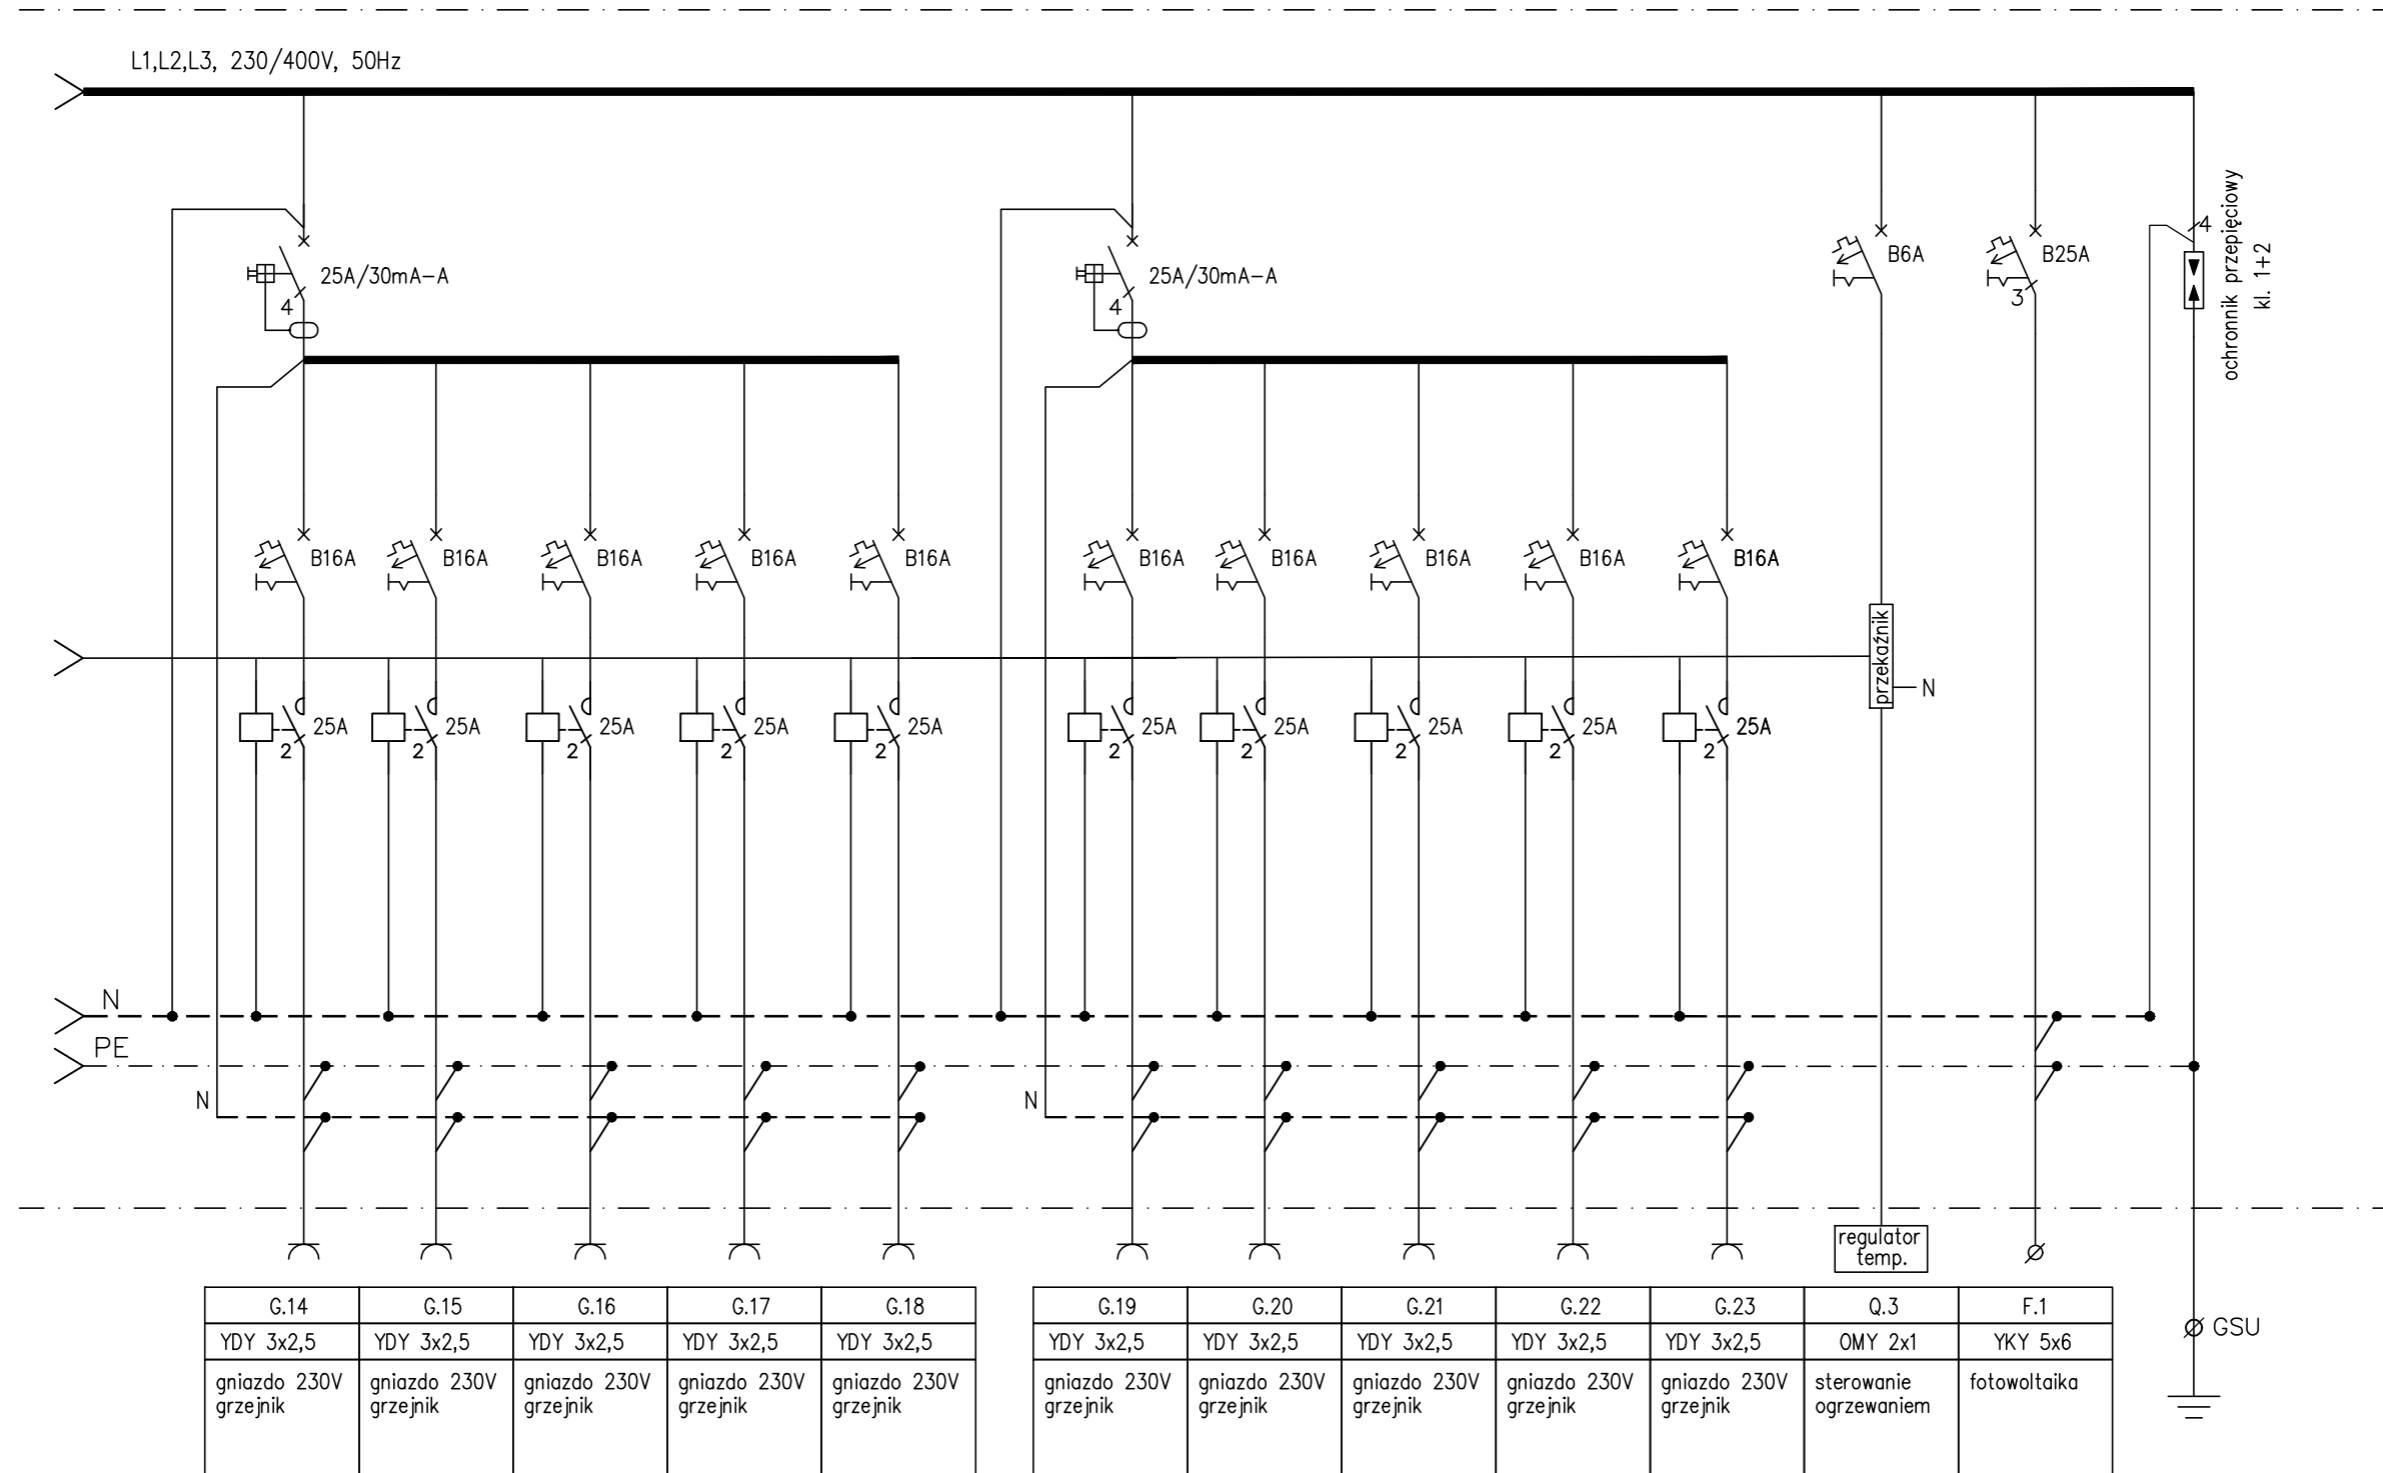 L1,L2,L3, 230/400V, 50Hz
25A/30mA-A
4
25A/30mA-A
4
B6A
B25A
3
4
ochronnik przepięciowy
kl. 1+2
B16A
B16A
B16A
B16A
B16A
B16A
B16A
B16A
B16A
B16A
przekaźnik
N
25A
2
25A
2
25A
2
25A
2
25A
2
25A
2
25A
2
25A
2
25A
2
25A
2
N
PE
N
N
regulator
temp.
G.14 G.15 G.16 G.17 G.18 G.19 G.20 G.21 G.22 G.23 Q.3 F.1
YDY 3x2,5 YDY 3x2,5 YDY 3x2,5 YDY 3x2,5 YDY 3x2,5 YDY 3x2,5 YDY 3x2,5 YDY 3x2,5 YDY 3x2,5 YDY 3x2,5 OMY 2x1 YKY 5x6
GSU
gniazdo 230V gniazdo 230V gniazdo 230V gniazdo 230V gniazdo 230V gniazdo 230V gniazdo 230V gniazdo 230V gniazdo 230V gniazdo 230V sterowanie fotowoltaika
grzejnik grzejnik grzejnik grzejnik grzejnik grzejnik grzejnik grzejnik grzejnik grzejnik ogrzewaniem